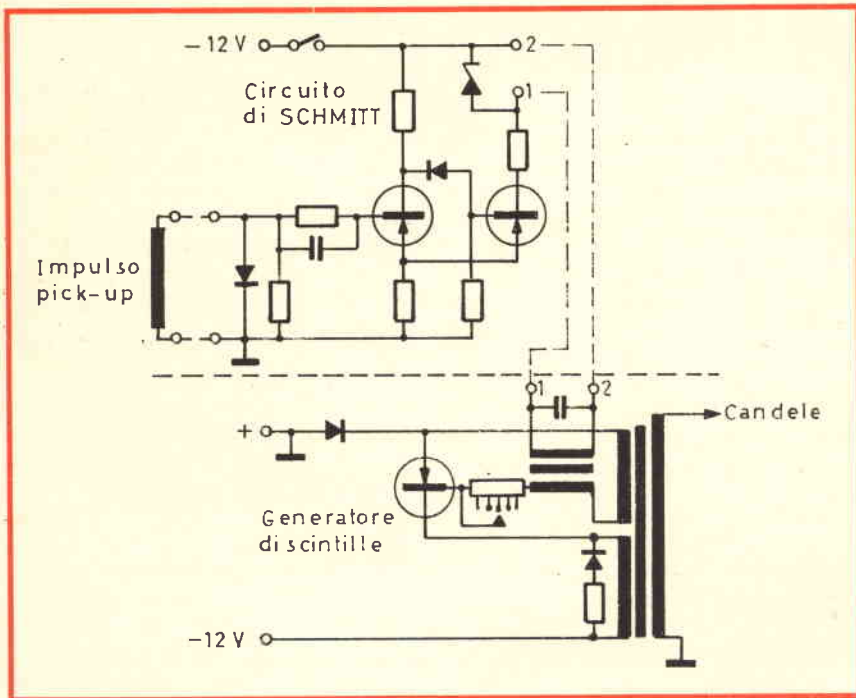 -12 V
2
Circuito
di SCHMITT
1
Impulso
pick-up
1
2
+
Candele
Generatore
di scintille
-12 V